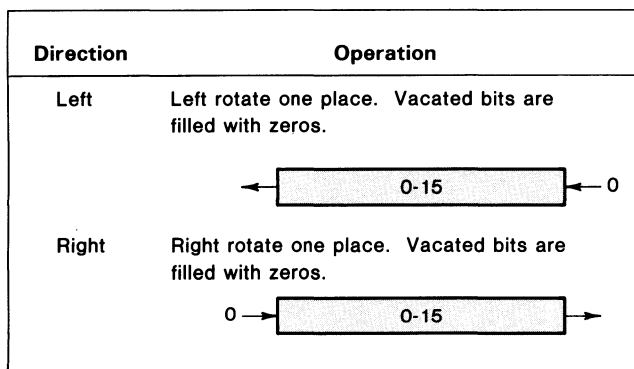 Direction Operation
Left Left rotate one place. Vacated bits are
filled with zeros.
0-15 0
Right Right rotate one place. Vacated bits are
filled with zeros.
0 0-15